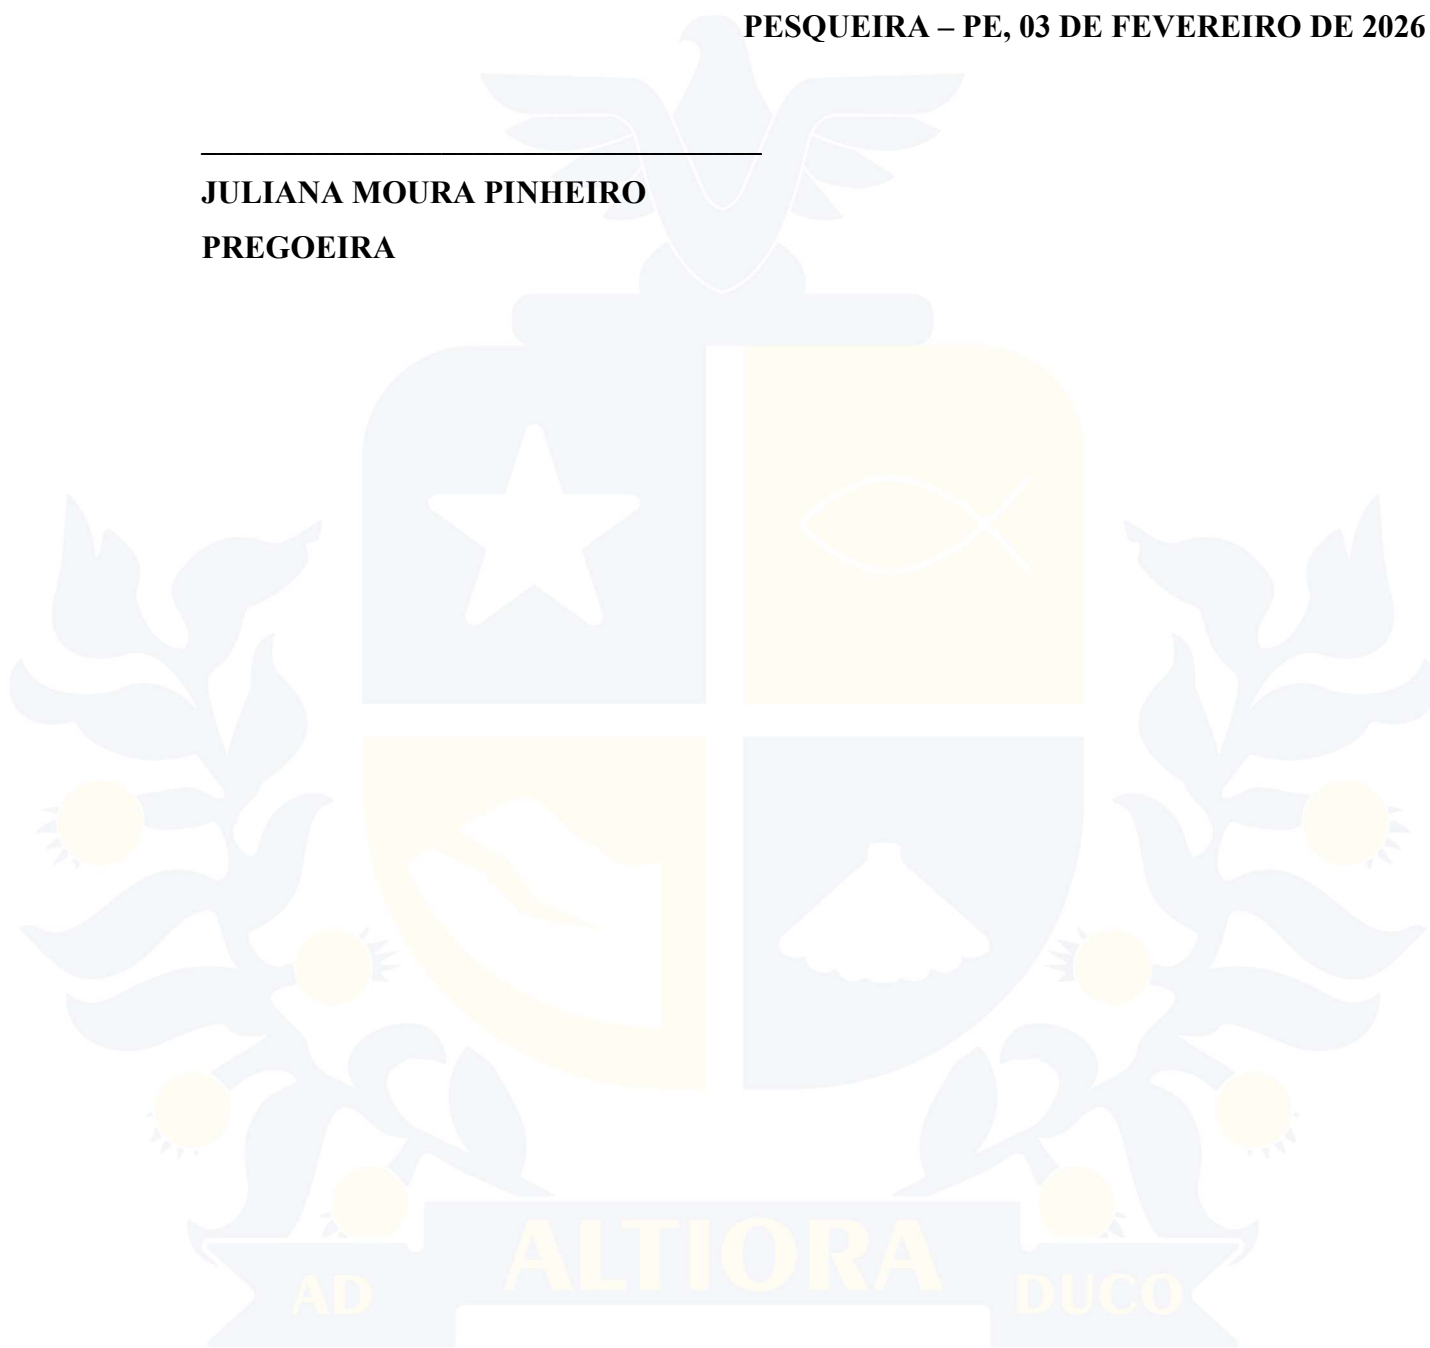 PESQUEIRA – PE, 03 DE FEVEREIRO DE 2026
JULIANA MOURA PINHEIRO
PREGOEIRA
AD ALTIORA DUCO